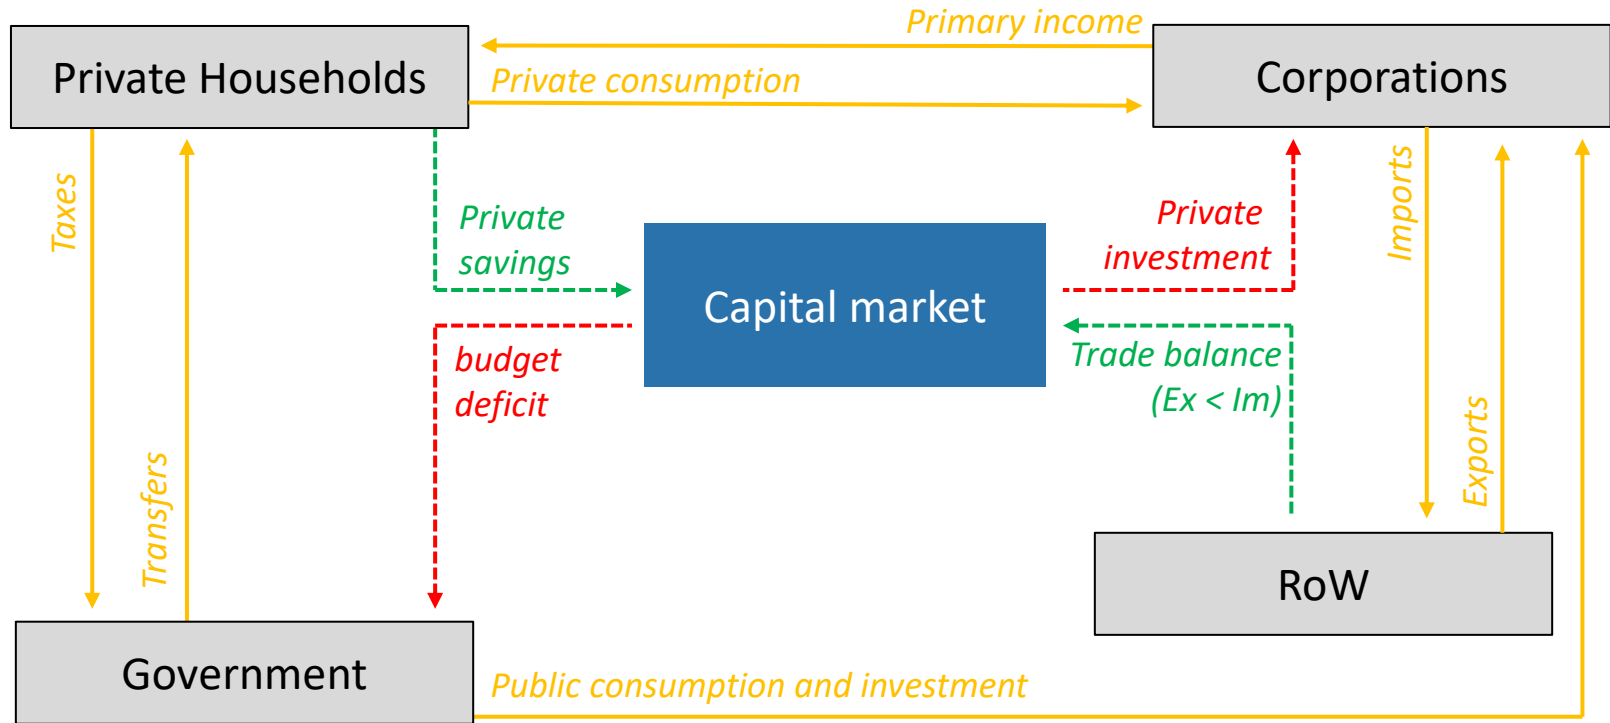 Primary income
Private Households
Corporations
Private consumption
Taxes
Transfers
Private
savings
Capital market
Private
investment
Imports
Exports
budget
deficit
Trade balance
(Ex < Im)
RoW
Government
Public consumption and investment